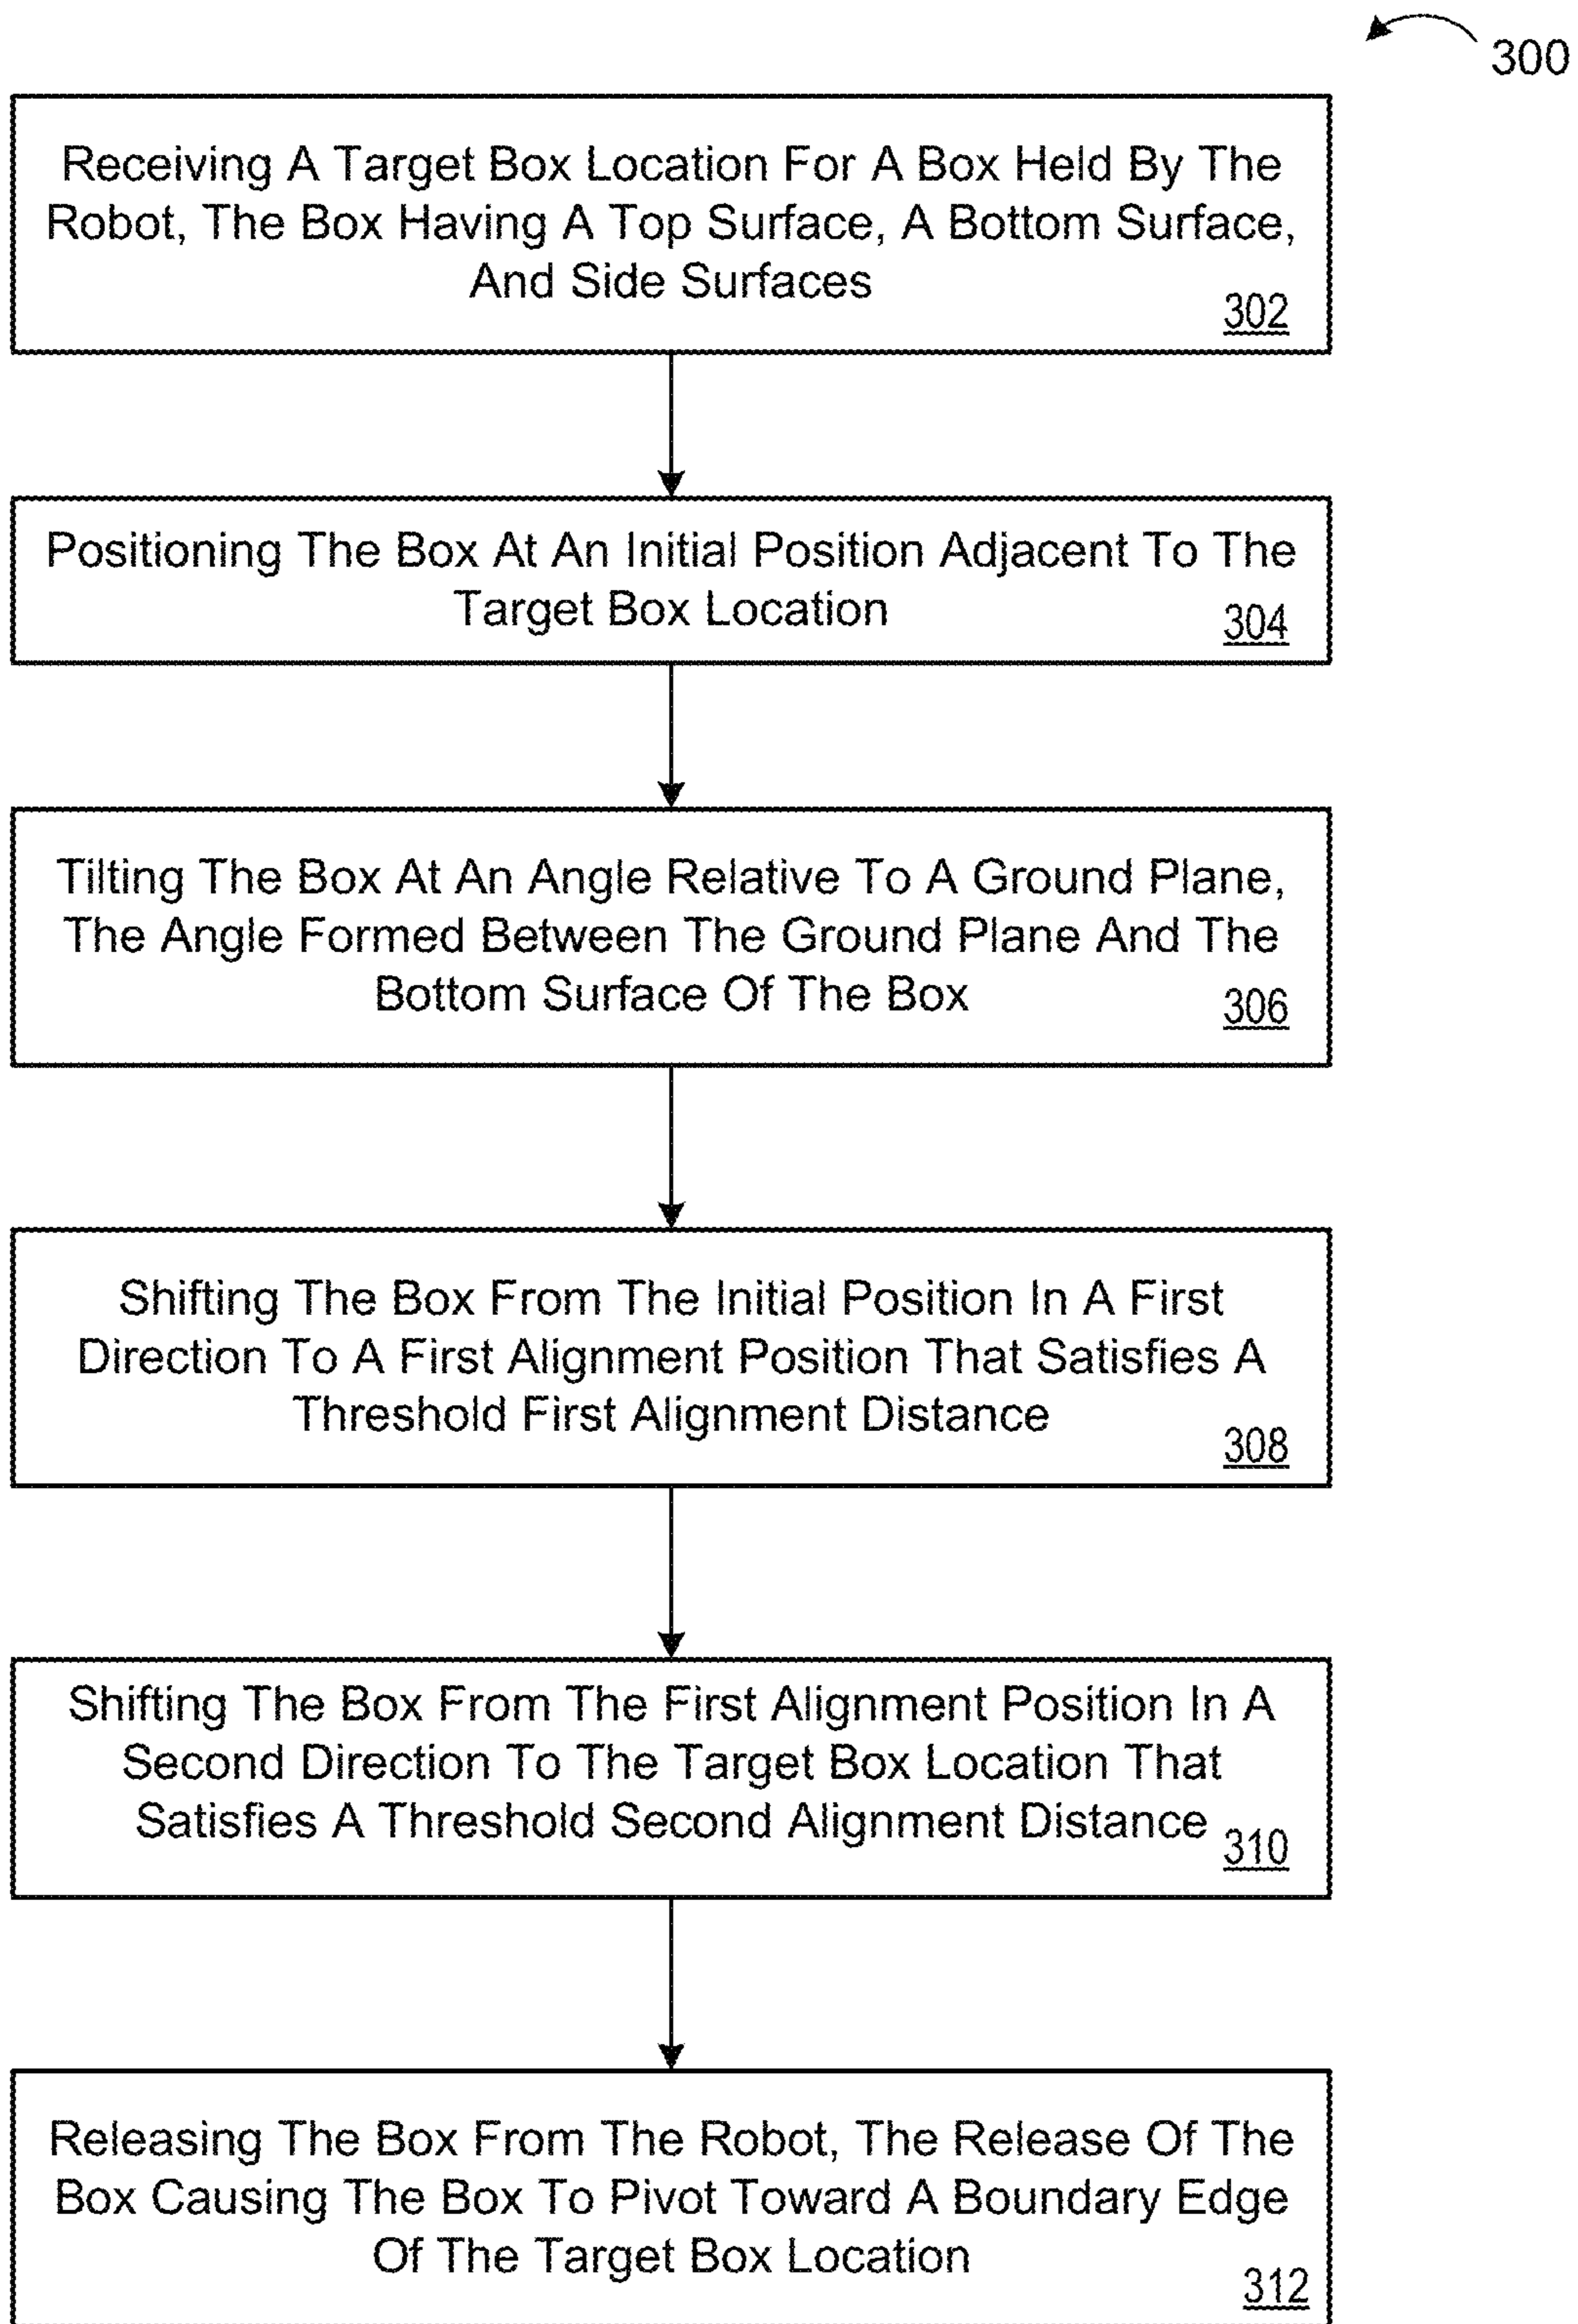 300
Receiving A Target Box Location For A Box Held By The
Robot, The Box Having A Top Surface, A Bottom Surface,
And Side Surfaces
302
Positioning The Box At An Initial Position Adjacent To The
Target Box Location
304
Tilting The Box At An Angle Relative To A Ground Plane,
The Angle Formed Between The Ground Plane And The
Bottom Surface Of The Box
306
Shifting The Box From The Initial Position In A First
Direction To A First Alignment Position That Satisfies A
Threshold First Alignment Distance
308
Shifting The Box From The First Alignment Position In A
Second Direction To The Target Box Location That
Satisfies A Threshold Second Alignment Distance
310
Releasing The Box From The Robot, The Release Of The
Box Causing The Box To Pivot Toward A Boundary Edge
Of The Target Box Location
312